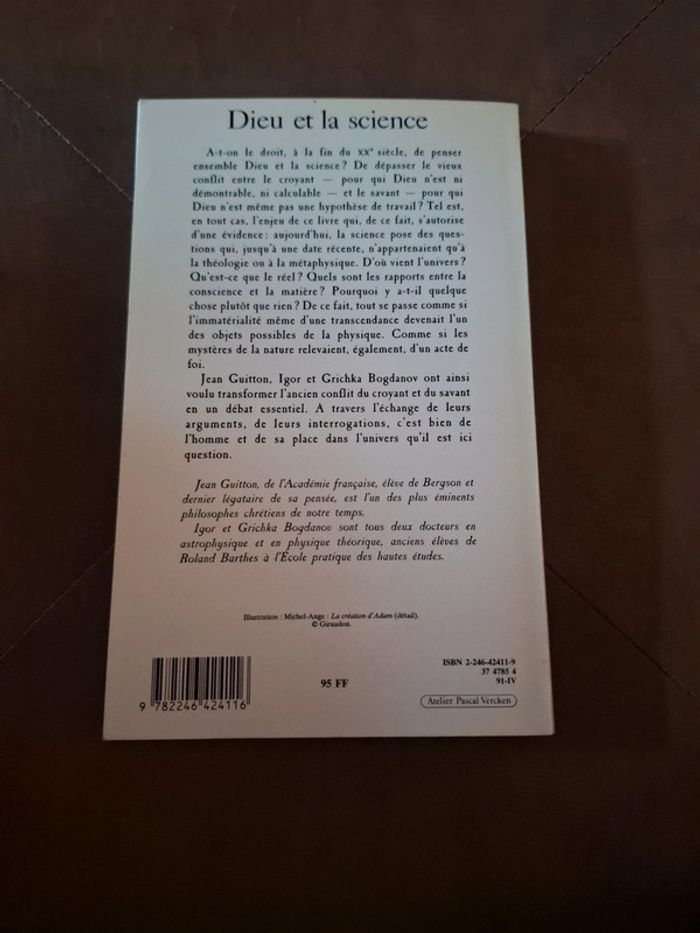 Dieu et la science
A-t-on le droit, à la fin du XXe siècle, de penser
ensemble Dieu et la science ? De dépasser le vieux
conflit entre le croyant — pour qui Dieu n'est ni
démontrable, ni calculable — et le savant — pour qui
Dieu n'est même pas une hypothèse de travail ? Tel est,
en tout cas, l'enjeu de ce livre qui, de ce fait, s'autorise
d'une évidence : aujourd'hui, la science pose des ques-
tions qui, jusqu'à une date récente, n'appartenaient qu'à
la théologie ou à la métaphysique. D'où vient l'univers ?
Qu'est-ce que le réel ? Quels sont les rapports entre la
conscience et la matière ? Pourquoi y a-t-il quelque
chose plutôt que rien ? De ce fait, tout se passe comme si
l'immatérialité même d'une transcendance devenait l'un
des objets possibles de la physique. Comme si les
mystères de la nature relevaient, également, d'un acte de
foi.
Jean Guitton, Igor et Grichka Bogdanov ont ainsi
voulu transformer l'ancien conflit du croyant et du savant
en un débat essentiel. A travers l'échange de leurs
arguments, de leurs interrogations, c'est bien de
l'homme et de sa place dans l'univers qu'il est ici
question.
Jean Guitton, de l'Académie française, élève de Bergson et
dernier légataire de sa pensée, est l'un des plus éminents
philosophes chrétiens de notre temps.
Igor et Grichka Bogdanov sont tous deux docteurs en
astrophysique et en physique théorique, anciens élèves de
Roland Barthes à l'École pratique des hautes études.
Illustration : Michel-Ange : La création d'Adam (détail).
© Giraudon.
ISBN 2-246-42411-9
37 4785 4
91-IV
95 FF
Atelier Pascal Vercken
9 782246 424116